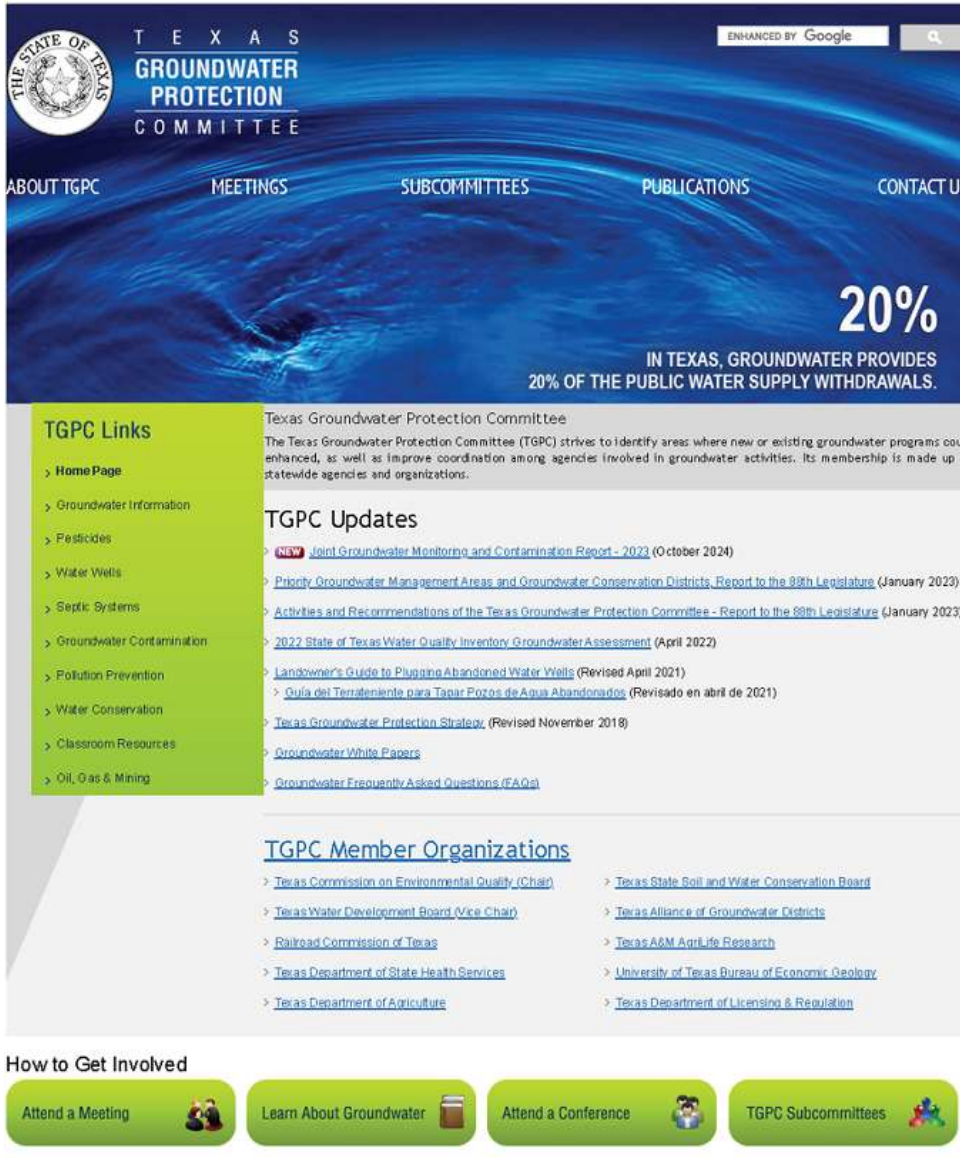 THE STATE OF TEXAS
TEXAS
GROUNDWATER
PROTECTION
COMMITTEE
ENHANCED BY Google
ABOUT TGPC
MEETINGS
SUBCOMMITTEES
PUBLICATIONS
CONTACT U
20%
IN TEXAS, GROUNDWATER PROVIDES
20% OF THE PUBLIC WATER SUPPLY WITHDRAWALS.
TGPC Links
> Home Page
> Groundwater Information
> Pesticides
> Water Wells
> Septic Systems
> Groundwater Contamination
> Pollution Prevention
> Water Conservation
> Classroom Resources
> Oil, Gas & Mining
Texas Groundwater Protection Committee
The Texas Groundwater Protection Committee (TGPC) strives to identify areas where new or existing groundwater programs cou
enhanced, as well as improve coordination among agencies involved in groundwater activities. Its membership is made up
statewide agencies and organizations.
TGPC Updates
> NEW Joint Groundwater Monitoring and Contamination Report - 2023 (October 2024)
> Priority Groundwater Management Areas and Groundwater Conservation Districts, Report to the 88th Legislature (January 2023)
> Activities and Recommendations of the Texas Groundwater Protection Committee - Report to the 88th Legislature (January 2023)
> 2022 State of Texas Water Quality Inventory Groundwater Assessment (April 2022)
> Landowner's Guide to Plugging Abandoned Water Wells (Revised April 2021)
> Guía del Terrateniente para Tapar Pozos de Agua Abandonados (Revisado en abril de 2021)
> Texas Groundwater Protection Strategy (Revised November 2018)
> Groundwater White Papers
> Groundwater Frequently Asked Questions (FAQs)
TGPC Member Organizations
> Texas Commission on Environmental Quality (Chair)
> Texas Water Development Board (Vice Chair)
> Railroad Commission of Texas
> Texas Department of State Health Services
> Texas Department of Agriculture
> Texas State Soil and Water Conservation Board
> Texas Alliance of Groundwater Districts
> Texas A&M AgriLife Research
> University of Texas Bureau of Economic Geology
> Texas Department of Licensing & Regulation
How to Get Involved
Attend a Meeting
Learn About Groundwater
Attend a Conference
TGPC Subcommittees